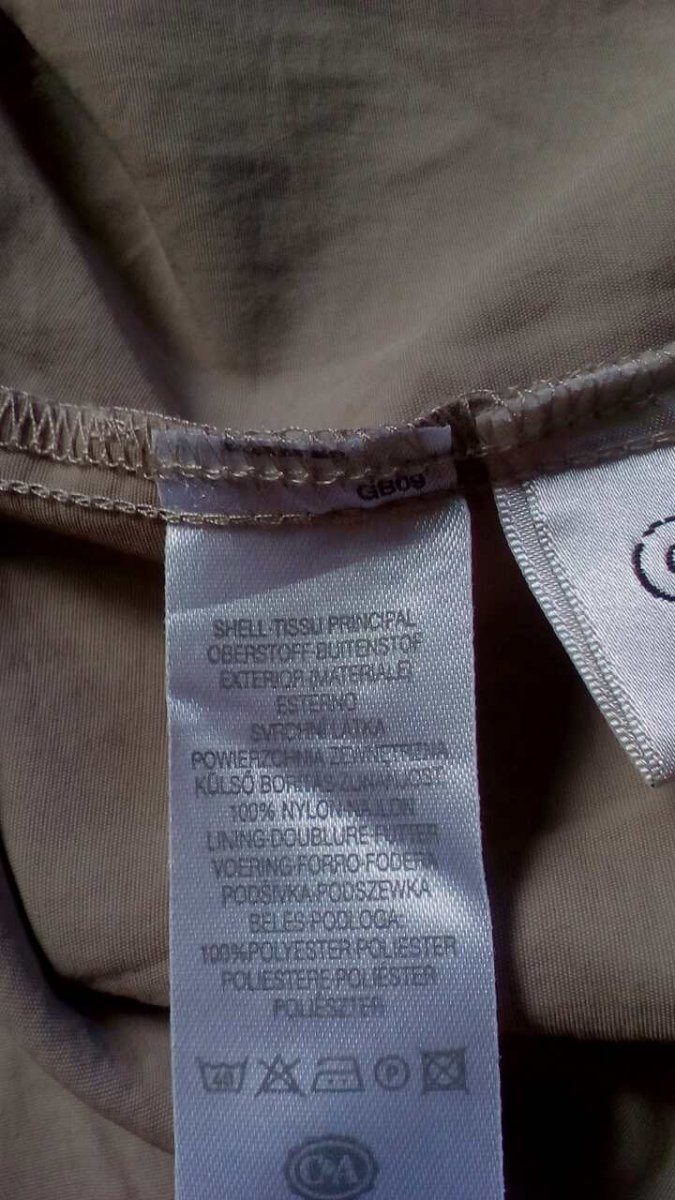 GB09
SHELL·TISSU PRINCIPAL
OBERSTOFF·BUITENSTOF
EXTERIOR·(MATERIALE)
ESTERNO
SVRCHNÍ LÁTKA
POWIERZCHNIA ZEWNĘTRZNA
KÜLSŐ BORÍTÁS·ZUNANJOST:
100% NYLON·NAJLON
LINING·DOUBLURE·FUTTER
VOERING·FORRO·FODERA
PODŠÍVKA·PODSZEWKA
BÉLÉS·PODLOGA:
100%POLYESTER·POLIESTER
POLIESTERE·POLIÉSTER
POLIÉSZTER
40 P
C&A